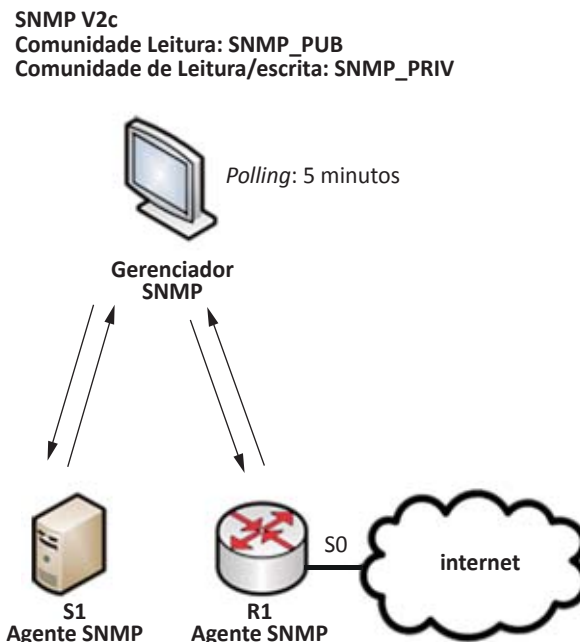 SNMP V2c
Comunidade Leitura: SNMP_PUB
Comunidade de Leitura/escrita: SNMP_PRIV
Polling: 5 minutos
Gerenciador
SNMP
S0
internet
S1
Agente SNMP
R1
Agente SNMP